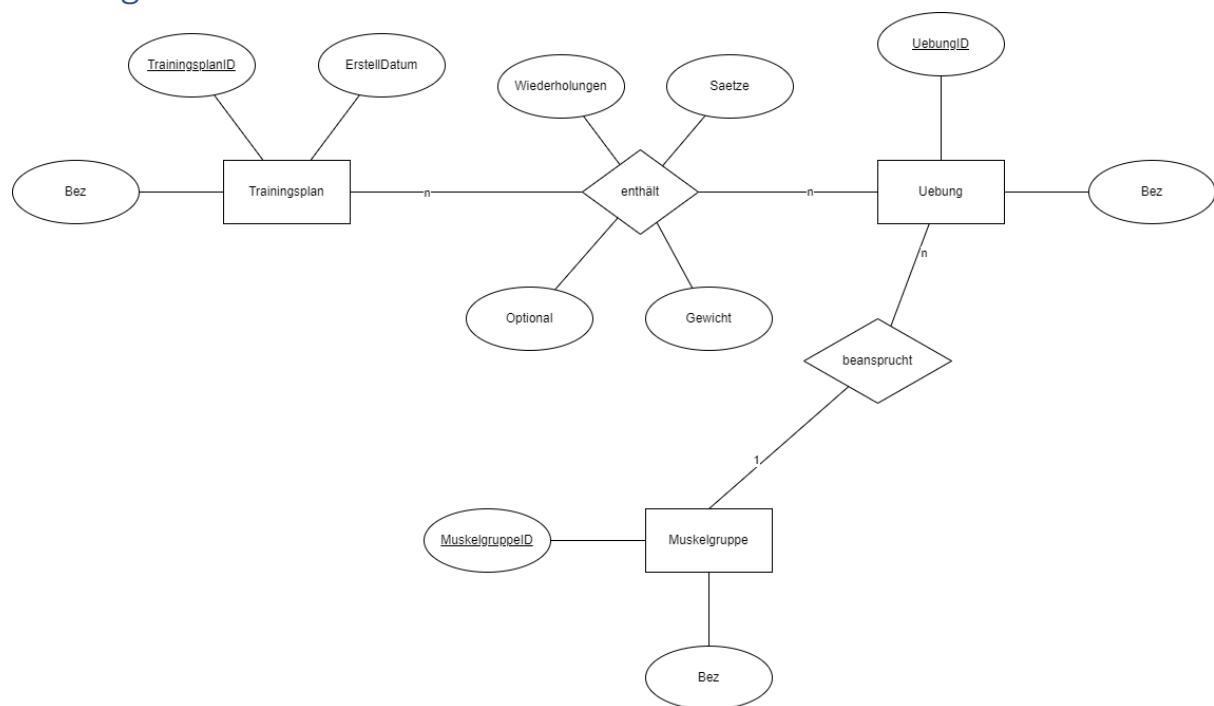 UebungID
TrainingsplanID
ErstellDatum
Wiederholungen
Saetze
Bez
Trainingsplan
n
enthält
n
Uebung
Bez
n
Optional
Gewicht
beansprucht
1
MuskelgruppeID
Muskelgruppe
Bez